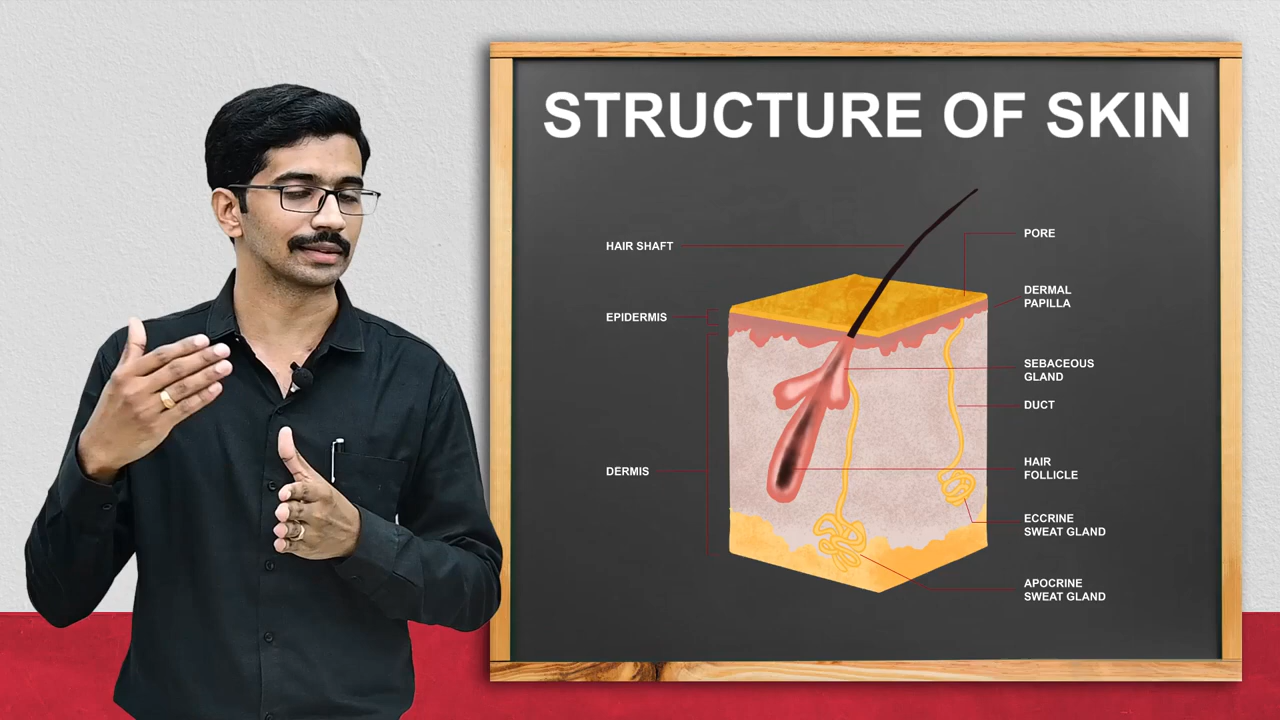 STRUCTURE OF SKIN
HAIR SHAFT
EPIDERMIS
DERMIS
PORE
DERMAL
PAPILLA
SEBACEOUS
GLAND
DUCT
HAIR
FOLLICLE
ECCRINE
SWEAT GLAND
APOCRINE
SWEAT GLAND